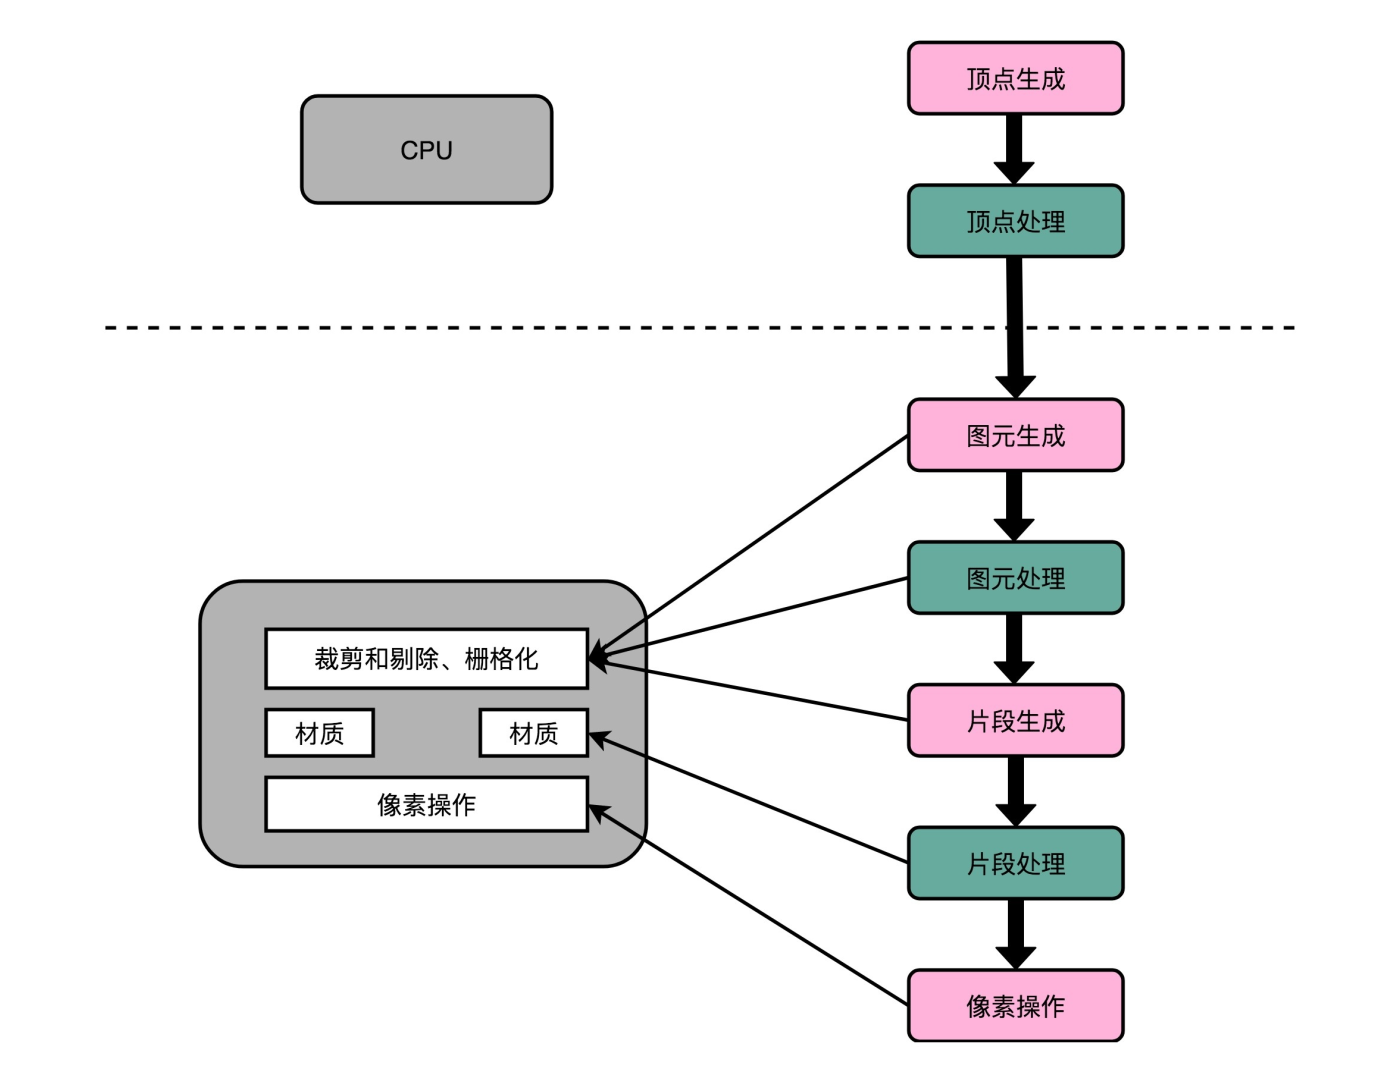 顶点生成
CPU
顶点处理
图元生成
图元处理
裁剪和剔除、栅格化
片段生成
材质
材质
像素操作
片段处理
像素操作